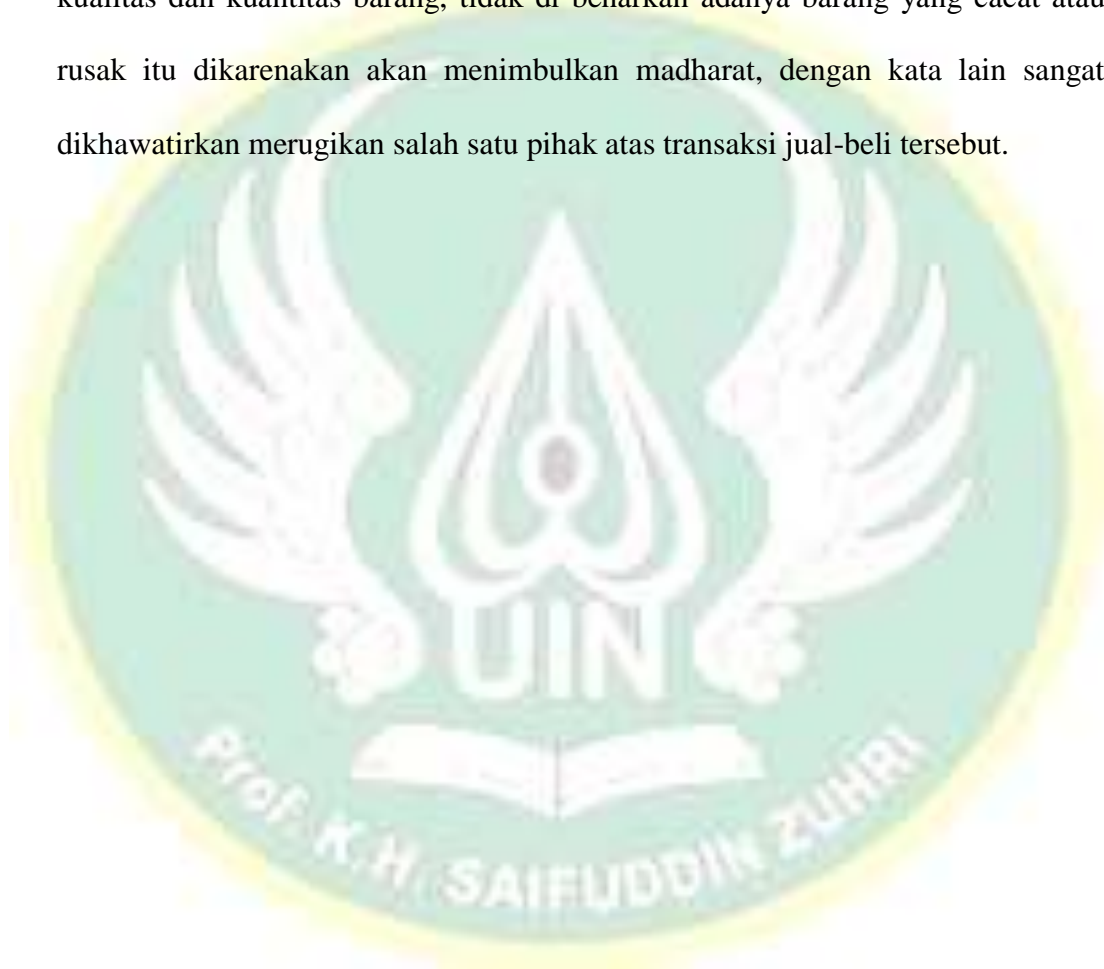 kualitas dan kuantitas barang, tidak di benarkan adanya barang yang cacat atau
rusak itu dikarenakan akan menimbulkan madharat, dengan kata lain sangat
dikhawatirkan merugikan salah satu pihak atas transaksi jual-beli tersebut.
UIN
Prof. K.H. SAIFUDDIN ZUHRI